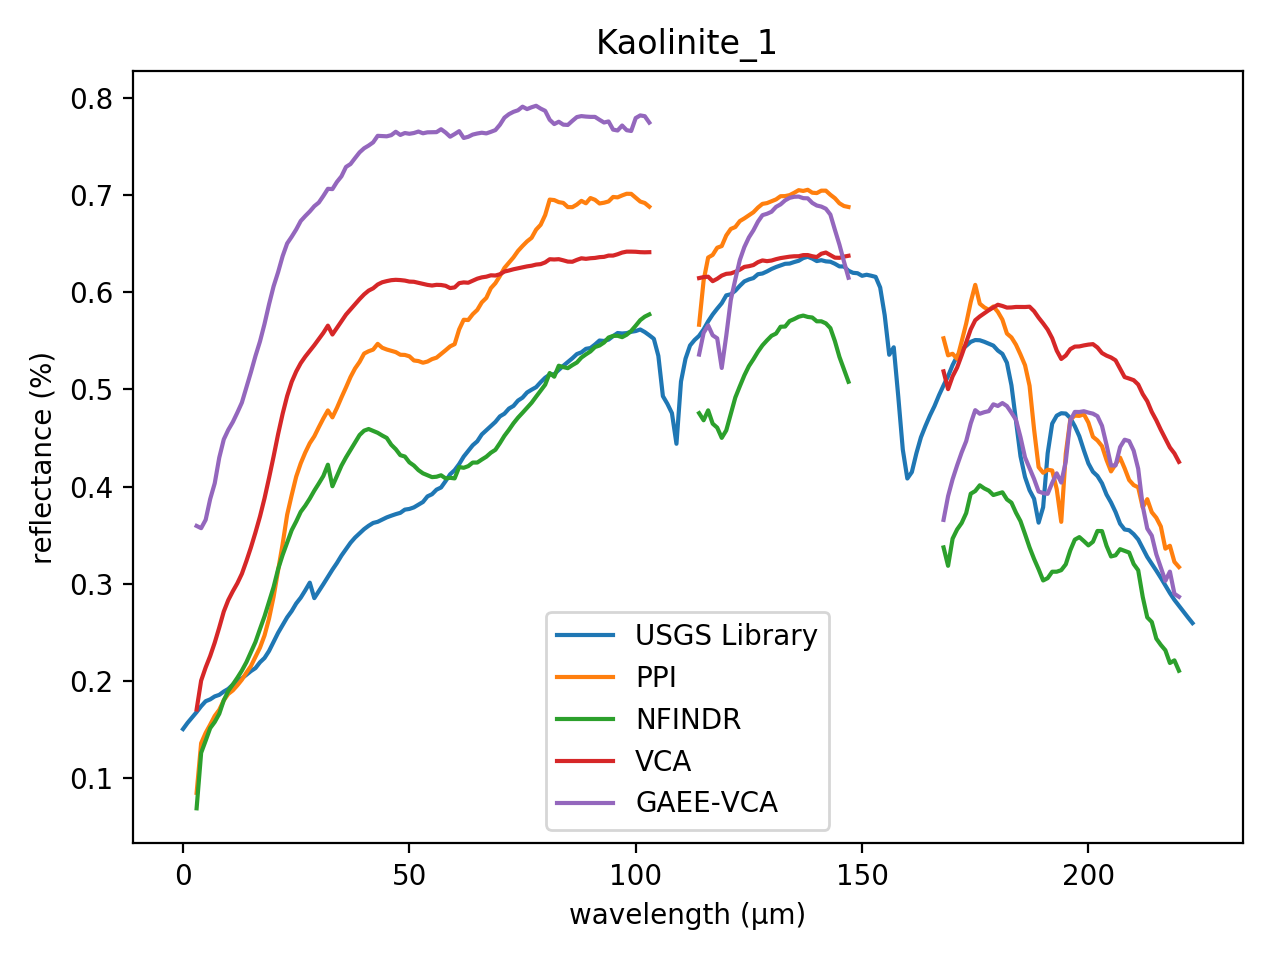 Kaolinite_1
0.8
0.7
0.6
0.5
0.4
0.3
0.2
0.1
reflectance (%)
USGS Library
PPI
NFINDR
VCA
GAEE-VCA
0 50 100 150 200
wavelength (μm)